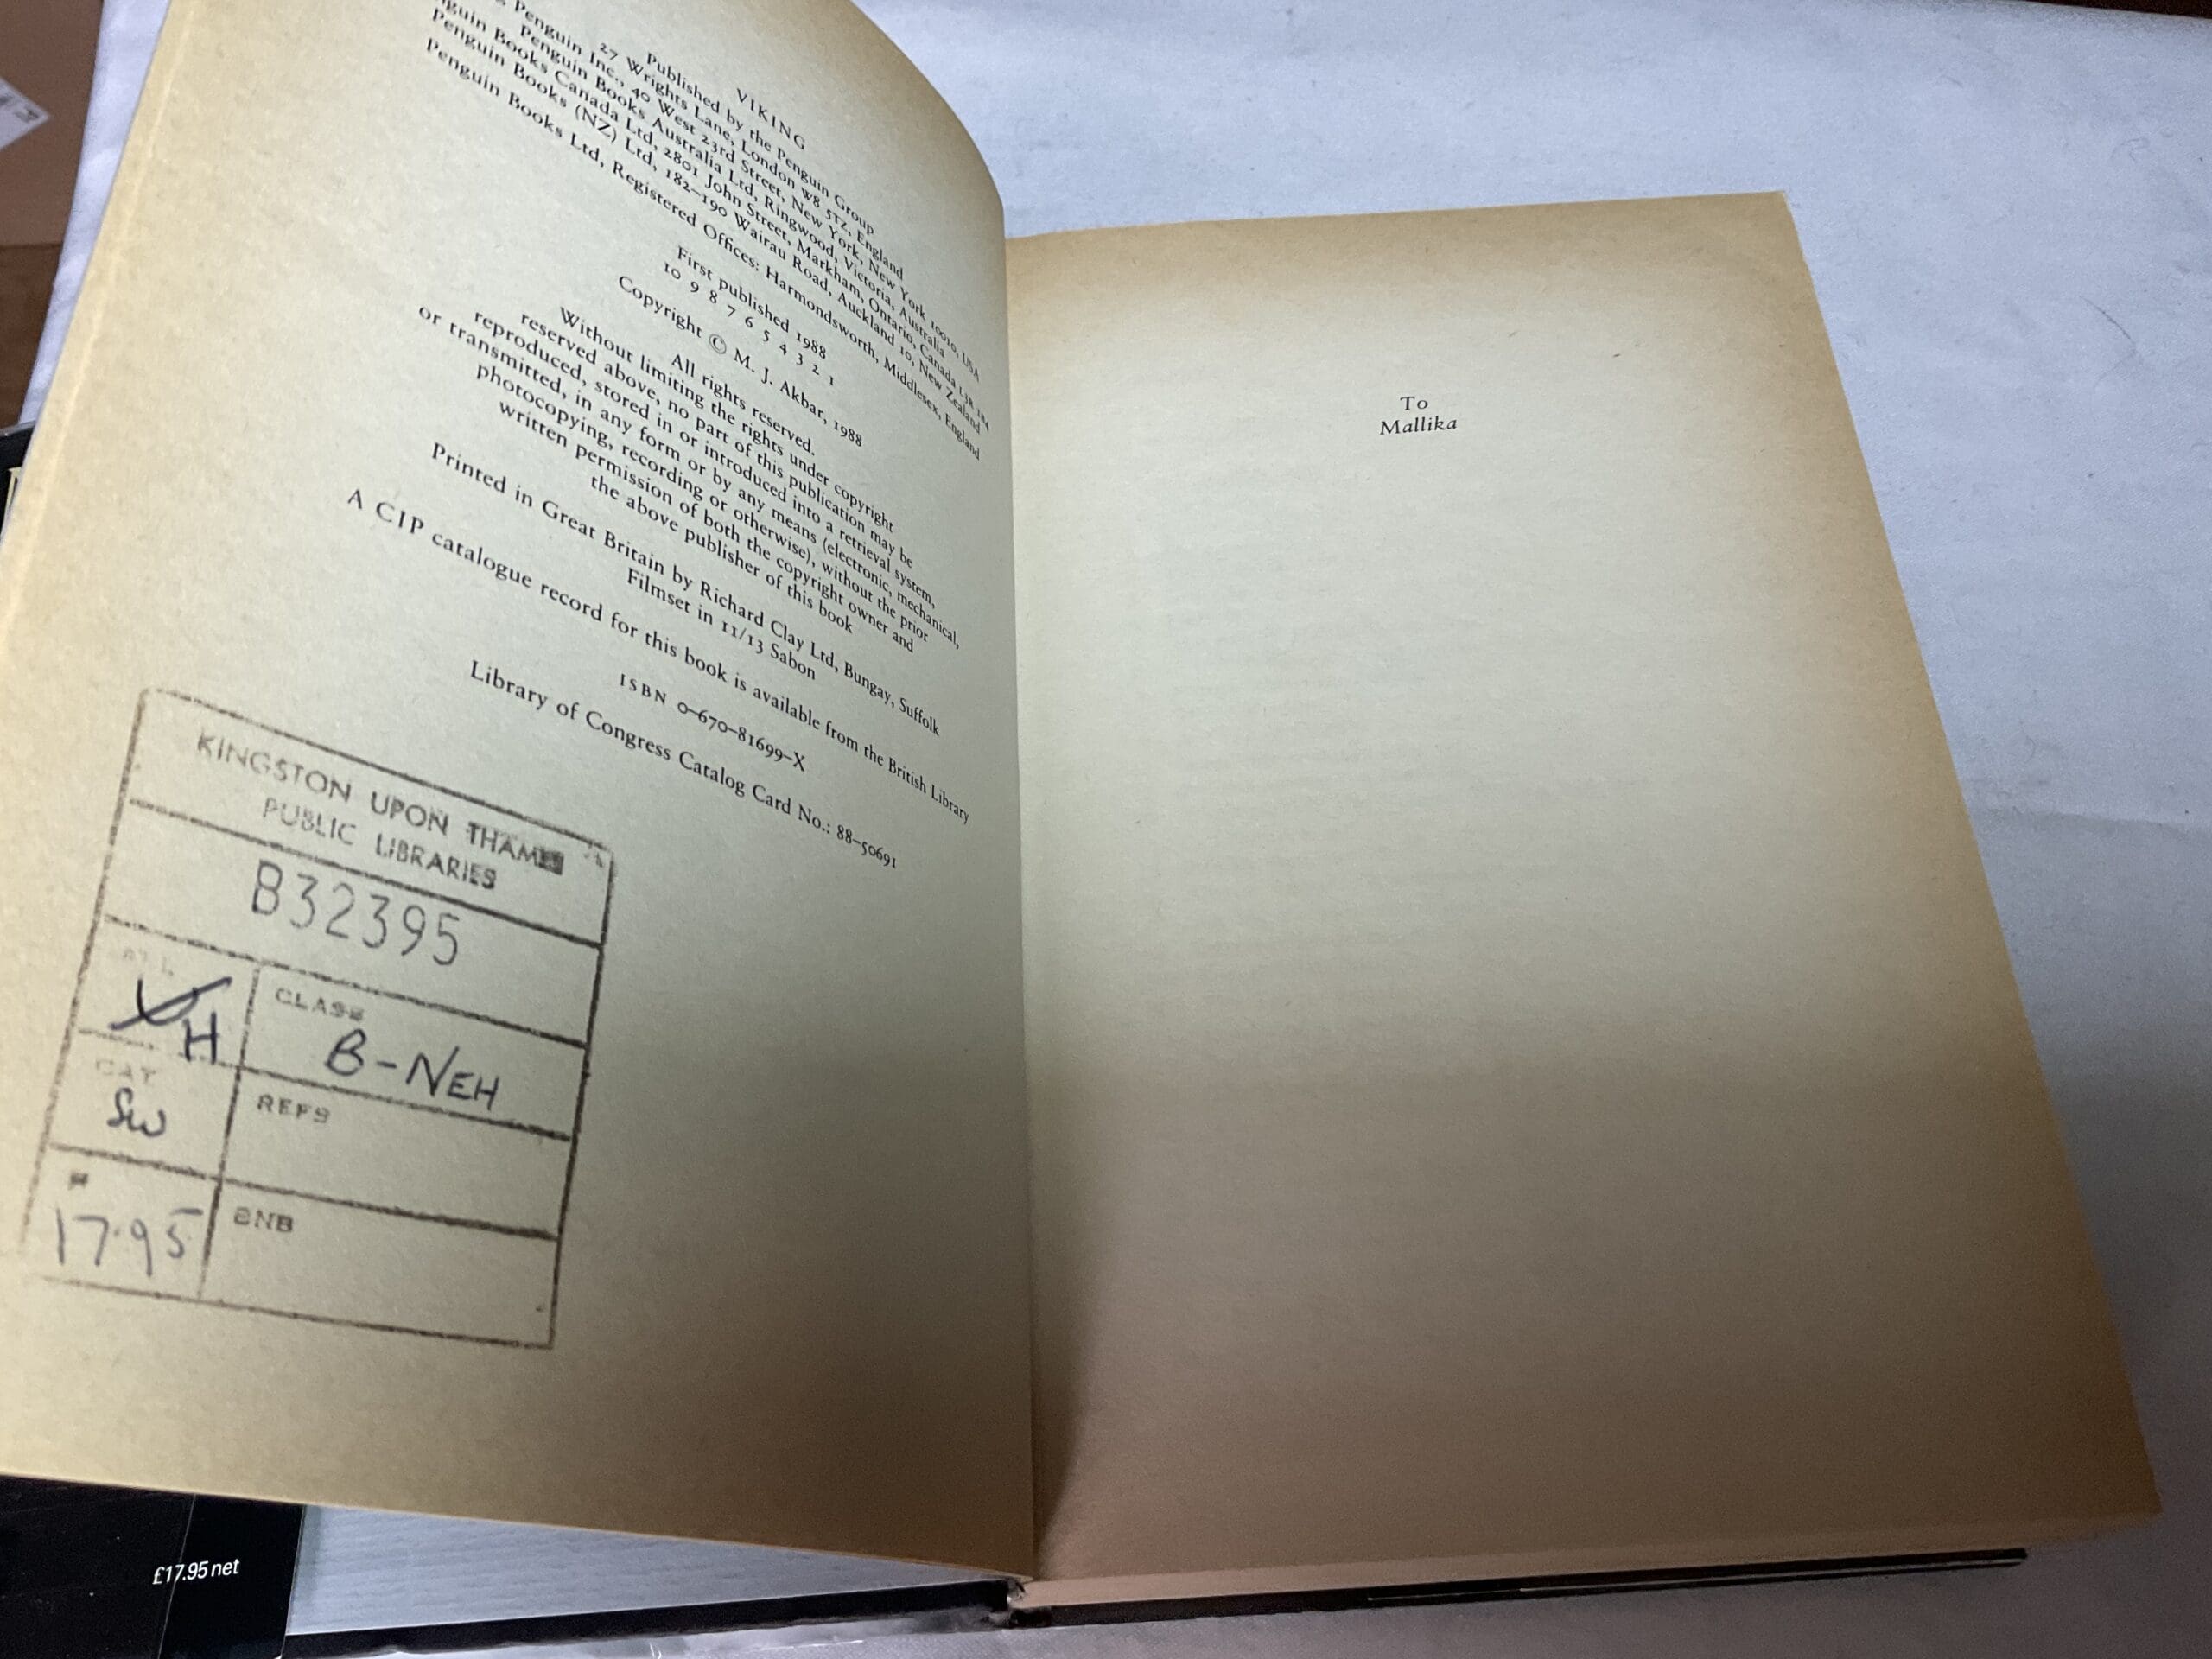 VIKING
Published by the Penguin Group
27 Wrights Lane, London W8 5TZ, England
Penguin Inc., 40 West 23rd Street, New York, New York 10010, USA
Penguin Books Australia Ltd, Ringwood, Victoria, Australia
nguin Books Canada Ltd, 2801 John Street, Markham, Ontario, Canada L3R 1B4
Penguin Books (NZ) Ltd, 182–190 Wairau Road, Auckland 10, New Zealand
Penguin Books Ltd, Registered Offices: Harmondsworth, Middlesex, England
First published 1988
10 9 8 7 6 5 4 3 2 1
Copyright © M. J. Akbar, 1988
All rights reserved.
Without limiting the rights under copyright
reserved above, no part of this publication may be
reproduced, stored in or introduced into a retrieval system,
or transmitted, in any form or by any means (electronic, mechanical,
photocopying, recording or otherwise), without the prior
written permission of both the copyright owner and
the above publisher of this book
Printed in Great Britain by Richard Clay Ltd, Bungay, Suffolk
Filmset in 11/13 Sabon
A CIP catalogue record for this book is available from the British Library
ISBN 0–670–81699–X
Library of Congress Catalog Card No.: 88–50691
KINGSTON UPON THAMES
PUBLIC LIBRARIES
B32395
CLASS
H
B-NEH
CAT
SW
REFS
17.95
BNB
£17.95 net
To
Mallika